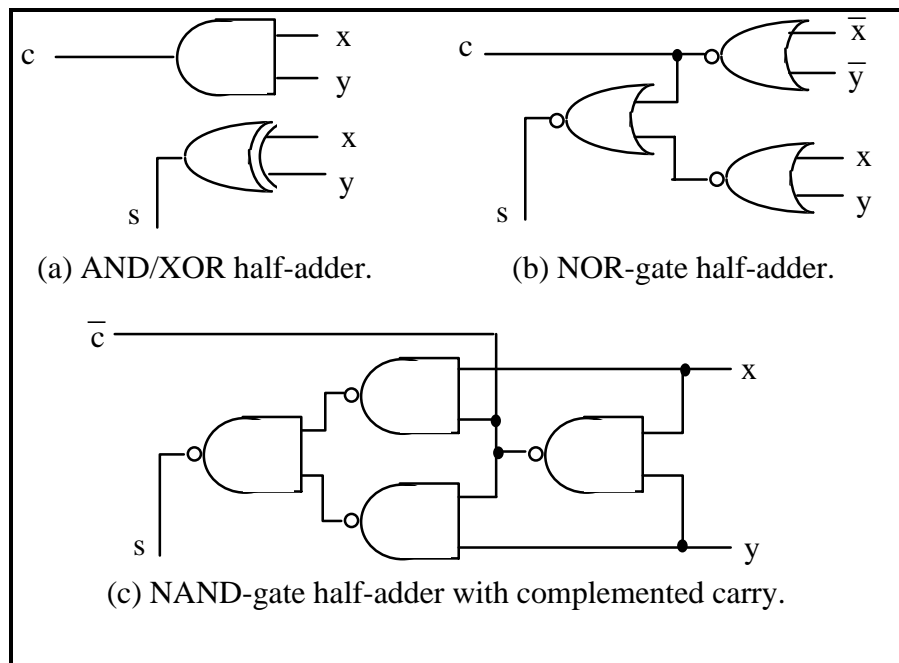 x
c
y
x
y
s
(a) AND/XOR half-adder.
x̅
c
y̅
x
y
s
(b) NOR-gate half-adder.
c̅
x
s
y
(c) NAND-gate half-adder with complemented carry.